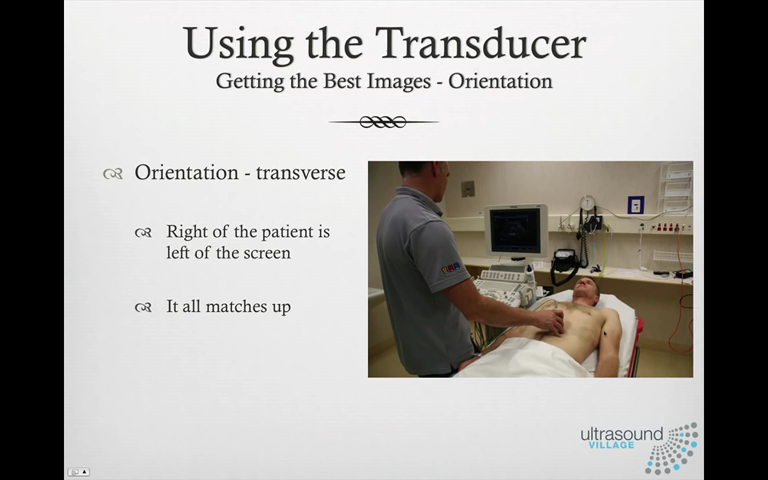 Using the Transducer
Getting the Best Images - Orientation
Orientation - transverse
Right of the patient is
left of the screen
It all matches up
ultrasound
VILLAGE